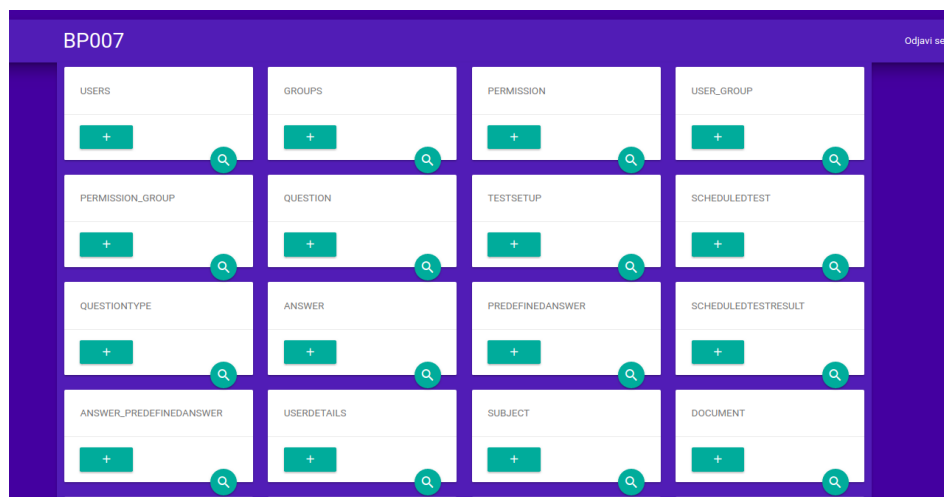 BP007
Odjavi se
USERS
GROUPS
PERMISSION
USER_GROUP
+
+
+
+
PERMISSION_GROUP
QUESTION
TESTSETUP
SCHEDULEDTEST
+
+
+
+
QUESTIONTYPE
ANSWER
PREDEFINEDANSWER
SCHEDULEDTESTRESULT
+
+
+
+
ANSWER_PREDEFINEDANSWER
USERDETAILS
SUBJECT
DOCUMENT
+
+
+
+